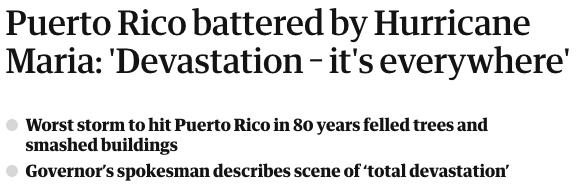 Puerto Rico battered by Hurricane
Maria: 'Devastation – it's everywhere'
Worst storm to hit Puerto Rico in 80 years felled trees and
smashed buildings
Governor’s spokesman describes scene of ‘total devastation’